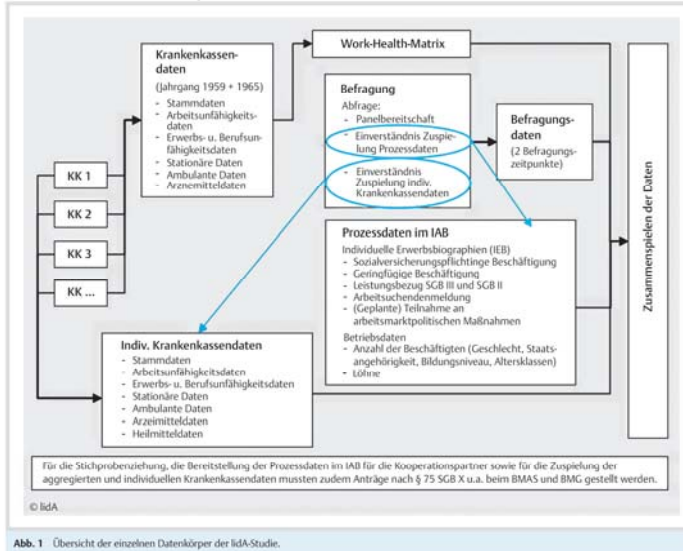 Krankenkassen-
daten
(Jahrgang 1959 + 1965)
- Stammdaten
- Arbeitsunfähigkeits-
daten
- Erwerbs- u. Berufsun-
fähigkeitsdaten
- Stationäre Daten
- Ambulante Daten
- Arzneimitteldaten
Work-Health-Matrix
Befragung
Abfrage:
- Panelbereitschaft
- Einverständnis Zuspie-
lung Prozessdaten
- Einverständnis
Zuspielung indiv.
Krankenkassendaten
Befragungs-
daten
(2 Befragungs-
zeitpunkte)
KK 1
KK 2
KK 3
KK ...
Prozessdaten im IAB
Individuelle Erwerbsbiographien (IEB)
- Sozialversicherungspflichtinge Beschäftigung
- Geringfügige Beschäftigung
- Leistungsbezug SGB III und SGB II
- Arbeitsuchendenmeldung
- (Geplante) Teilnahme an
arbeitsmarktpolitischen Maßnahmen
Betriebsdaten
- Anzahl der Beschäftigten (Geschlecht, Staats-
angehörigkeit, Bildungsniveau, Altersklassen)
- Löhne
Indiv. Krankenkassendaten
- Stammdaten
- Arbeitsunfähigkeitsdaten
- Erwerbs- u. Berufsunfähigkeitsdaten
- Stationäre Daten
- Ambulante Daten
- Arzeimitteldaten
- Heilmitteldaten
Zusammenspielen der Daten
Für die Stichprobenziehung, die Bereitstellung der Prozessdaten im IAB für die Kooperationspartner sowie für die Zuspielung der
aggregierten und individuellen Krankenkassendaten mussten zudem Anträge nach § 75 SGB X u.a. beim BMAS und BMG gestellt werden.
© lidA
Abb. 1 Übersicht der einzelnen Datenkörper der lidA-Studie.